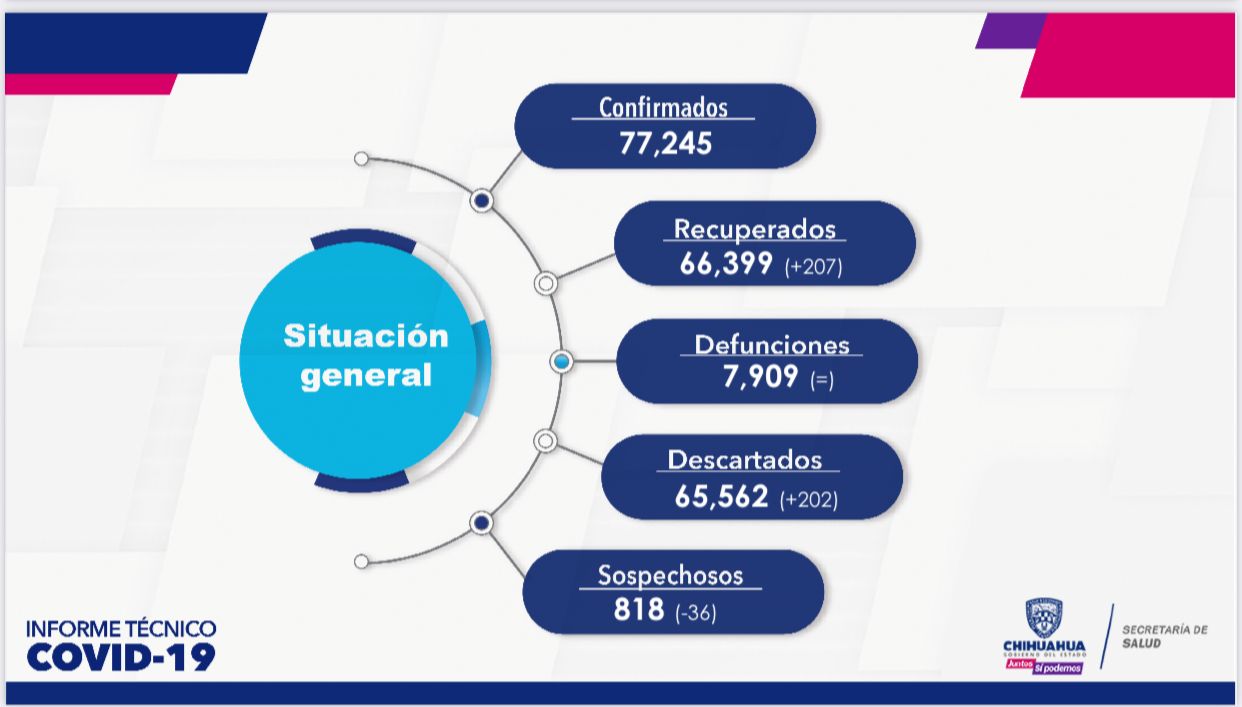 Confirmados
77,245
Recuperados
66,399 (+207)
Situación
general
Defunciones
7,909 (=)
Descartados
65,562 (+202)
Sospechosos
818 (-36)
INFORME TÉCNICO
COVID-19
CHIHUAHUA
GOBIERNO DEL ESTADO
Juntos
Sí podemos
SECRETARÍA DE
SALUD